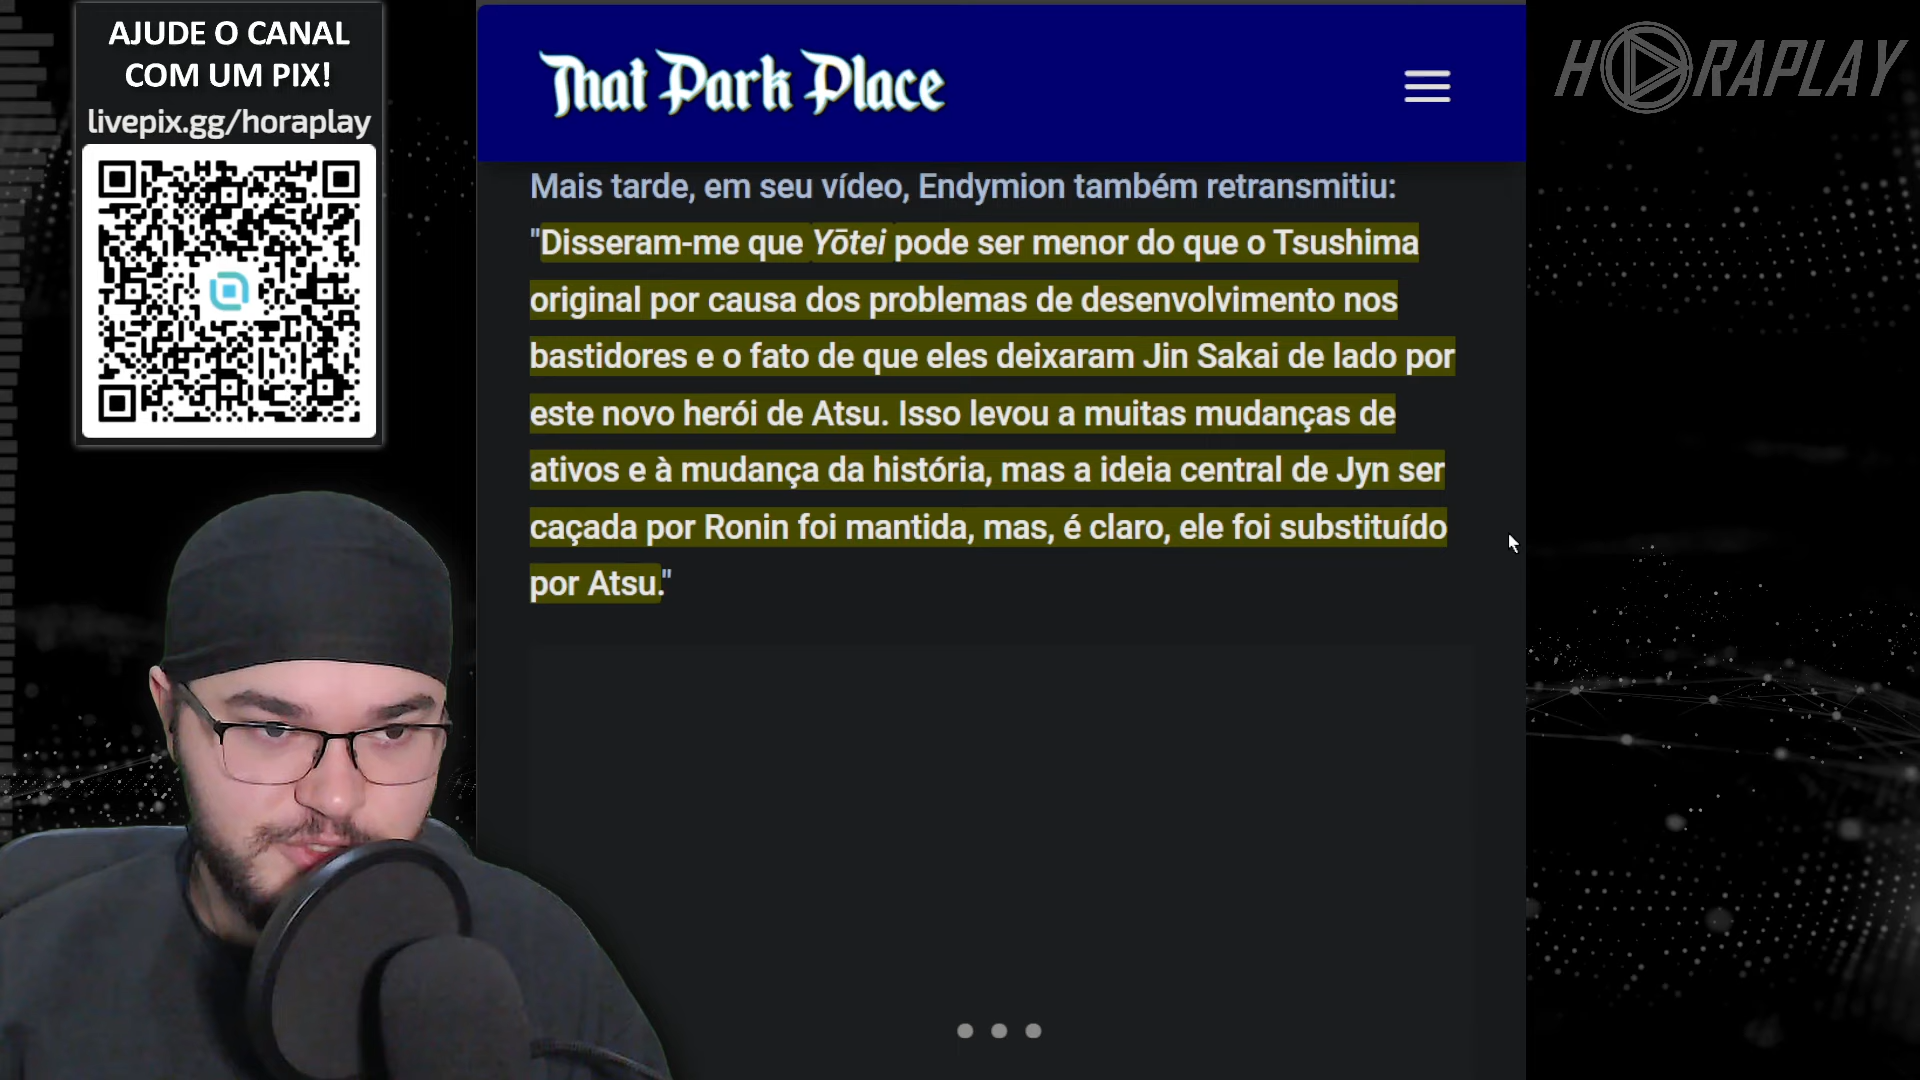 AJUDE O CANAL
COM UM PIX!
livepix.gg/horaplay
That Park Place
HORAPLAY
Mais tarde, em seu vídeo, Endymion também retransmitiu:
"Disseram-me que Yōtei pode ser menor do que o Tsushima
original por causa dos problemas de desenvolvimento nos
bastidores e o fato de que eles deixaram Jin Sakai de lado por
este novo herói de Atsu. Isso levou a muitas mudanças de
ativos e à mudança da história, mas a ideia central de Jyn ser
caçada por Ronin foi mantida, mas, é claro, ele foi substituído
por Atsu."